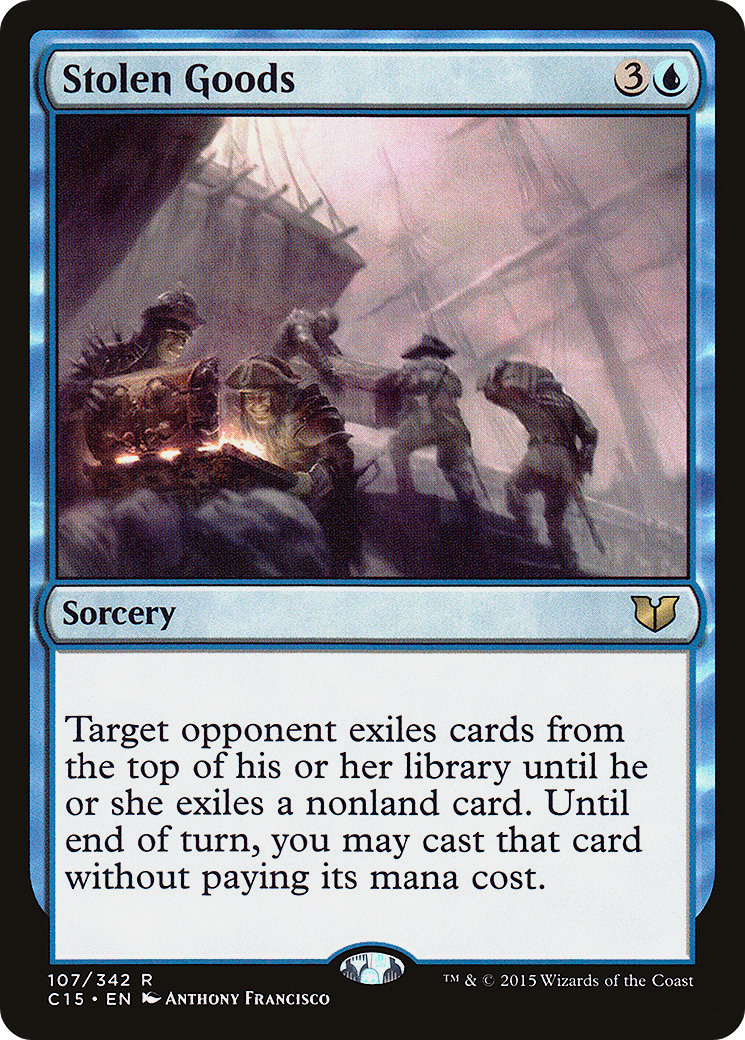 Stolen Goods 3
Sorcery
Target opponent exiles cards from
the top of his or her library until he
or she exiles a nonland card. Until
end of turn, you may cast that card
without paying its mana cost.
107/342 R
C15 • EN Anthony Francisco
™ & © 2015 Wizards of the Coast